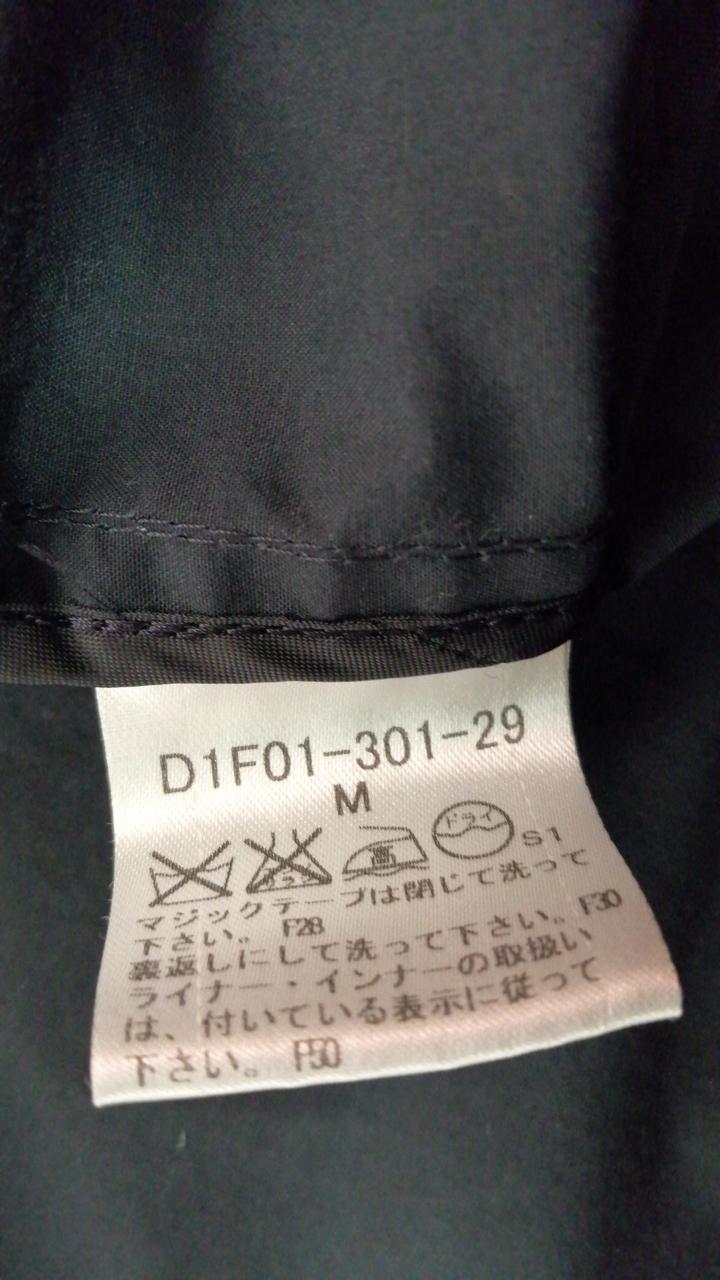 D1F01-301-29
M
高 ドライ S1
マジックテープは閉じて洗って
下さい。 F28
裏返しにして洗って下さい。 F30
ライナー・インナーの取扱い
は、付いている表示に従って
下さい。 F50